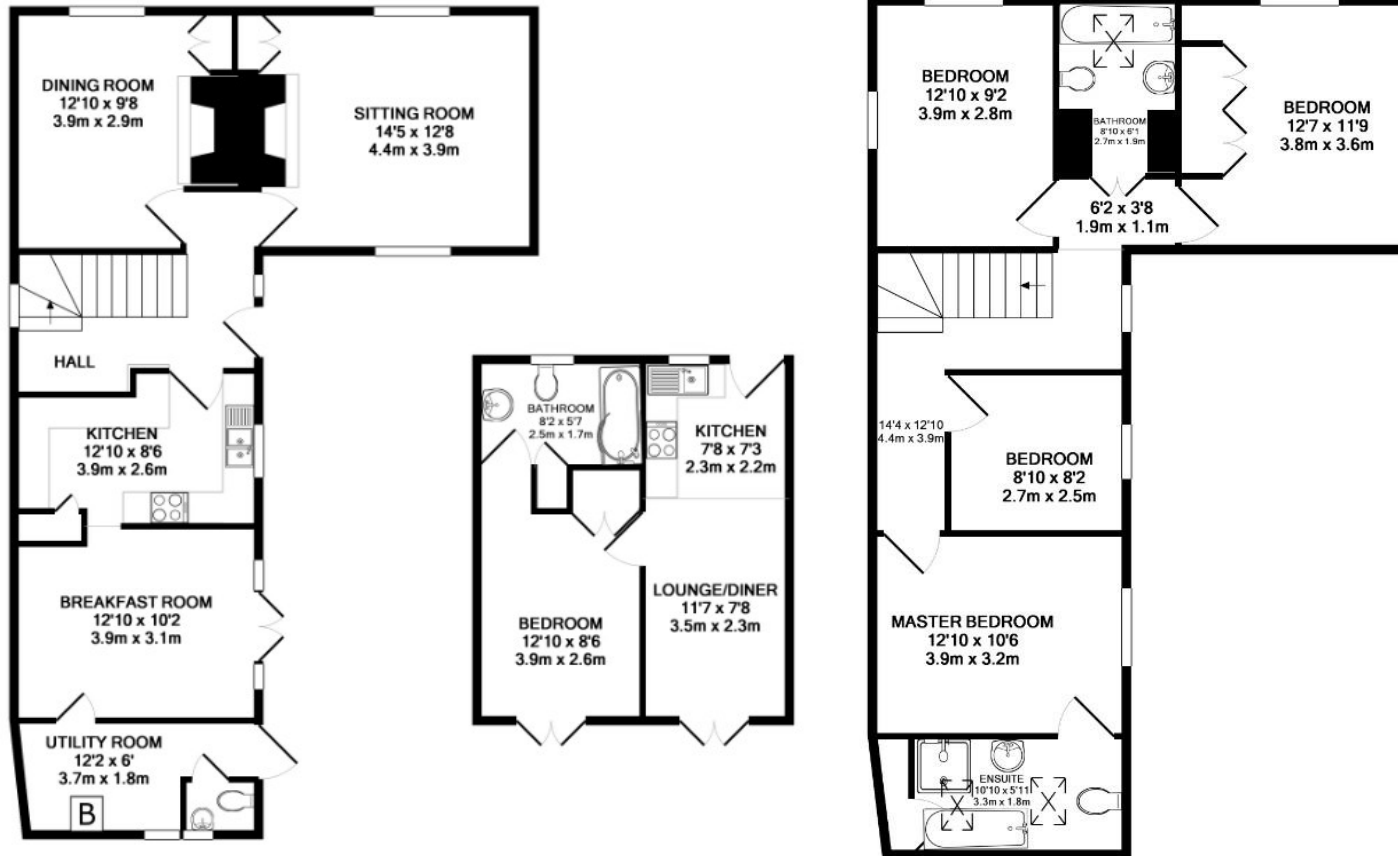 DINING ROOM
12'10 x 9'8
3.9m x 2.9m
SITTING ROOM
14'5 x 12'8
4.4m x 3.9m
HALL
KITCHEN
12'10 x 8'6
3.9m x 2.6m
BREAKFAST ROOM
12'10 x 10'2
3.9m x 3.1m
UTILITY ROOM
12'2 x 6'
3.7m x 1.8m
B
BATHROOM
8'2 x 5'7
2.5m x 1.7m
KITCHEN
7'8 x 7'3
2.3m x 2.2m
LOUNGE/DINER
11'7 x 7'8
3.5m x 2.3m
BEDROOM
12'10 x 8'6
3.9m x 2.6m
BEDROOM
12'10 x 9'2
3.9m x 2.8m
BATHROOM
8'10 x 6'1
2.7m x 1.9m
BEDROOM
12'7 x 11'9
3.8m x 3.6m
6'2 x 3'8
1.9m x 1.1m
14'4 x 12'10
4.4m x 3.9m
BEDROOM
8'10 x 8'2
2.7m x 2.5m
MASTER BEDROOM
12'10 x 10'6
3.9m x 3.2m
ENSUITE
10'10 x 5'11
3.3m x 1.8m